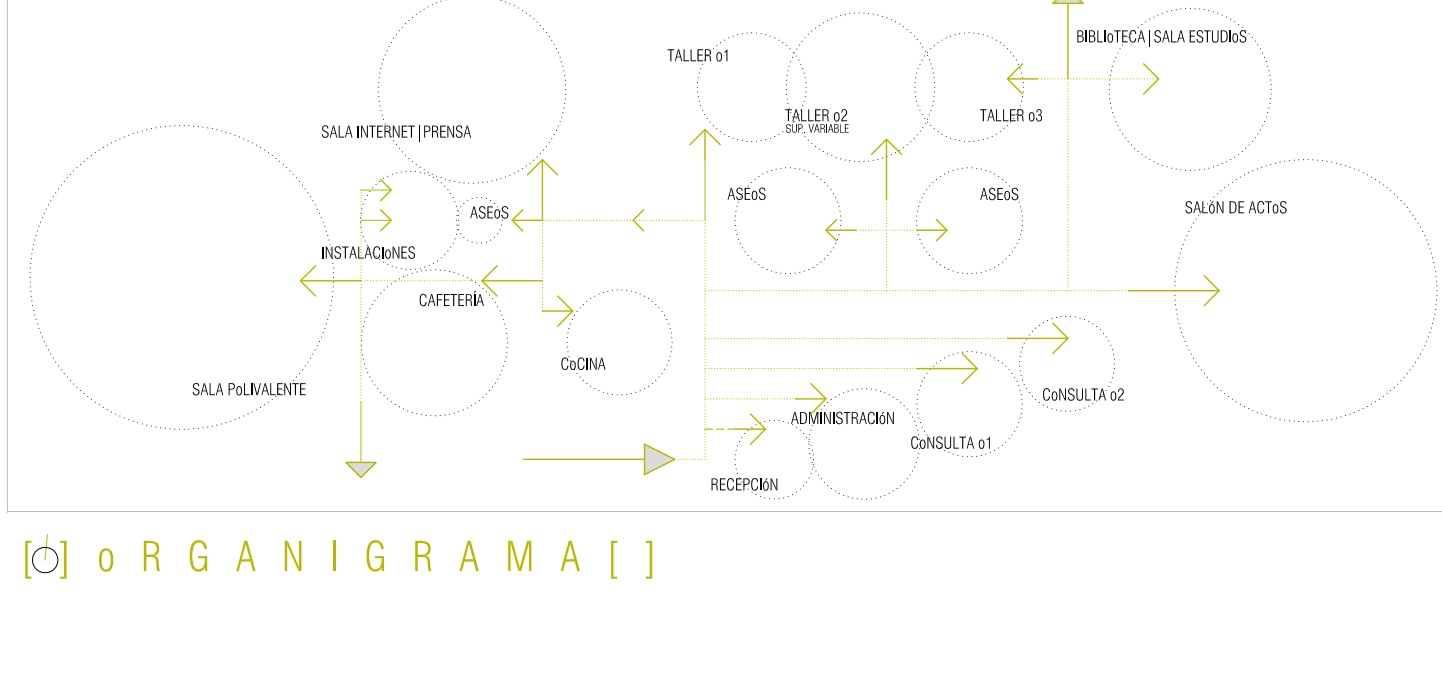 BIBLIoTECA | SALA ESTUDIoS
TALLER o1
TALLER o2
SUP. VARIABLE
TALLER o3
SALA INTERNET | PRENSA
ASEoS
ASEoS
ASEoS
SALóN DE ACToS
INSTALACIoNES
CAFETERÍA
CoCINA
SALA PoLIVALENTE
CoNSULTA o2
ADMINISTRACIóN
CoNSULTA o1
RECEPCIóN
[ ] o R G A N I G R A M A [ ]